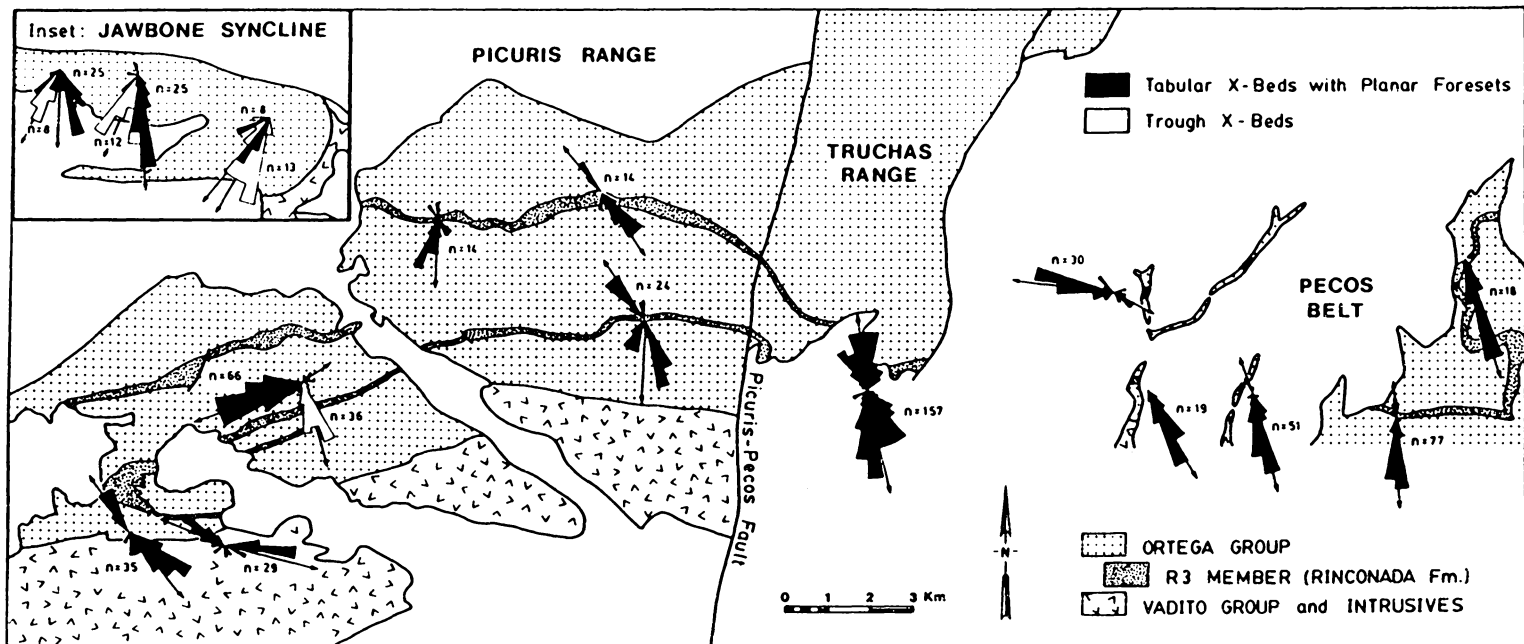 Inset: JAWBONE SYNCLINE
n=25
n=25
n=8
n=8
n=12
n=13
PICURIS RANGE
TRUCHAS
RANGE
Tabular X-Beds with Planar Foresets
Trough X-Beds
n=14
n=14
n=24
n=30
PECOS
BELT
n=18
n=66
n=36
n=157
n=19
n=51
n=77
Picuris-Pecos Fault
n=35
n=29
0 1 2 3 Km
-N-
ORTEGA GROUP
R3 MEMBER (RINCONADA Fm.)
VADITO GROUP and INTRUSIVES